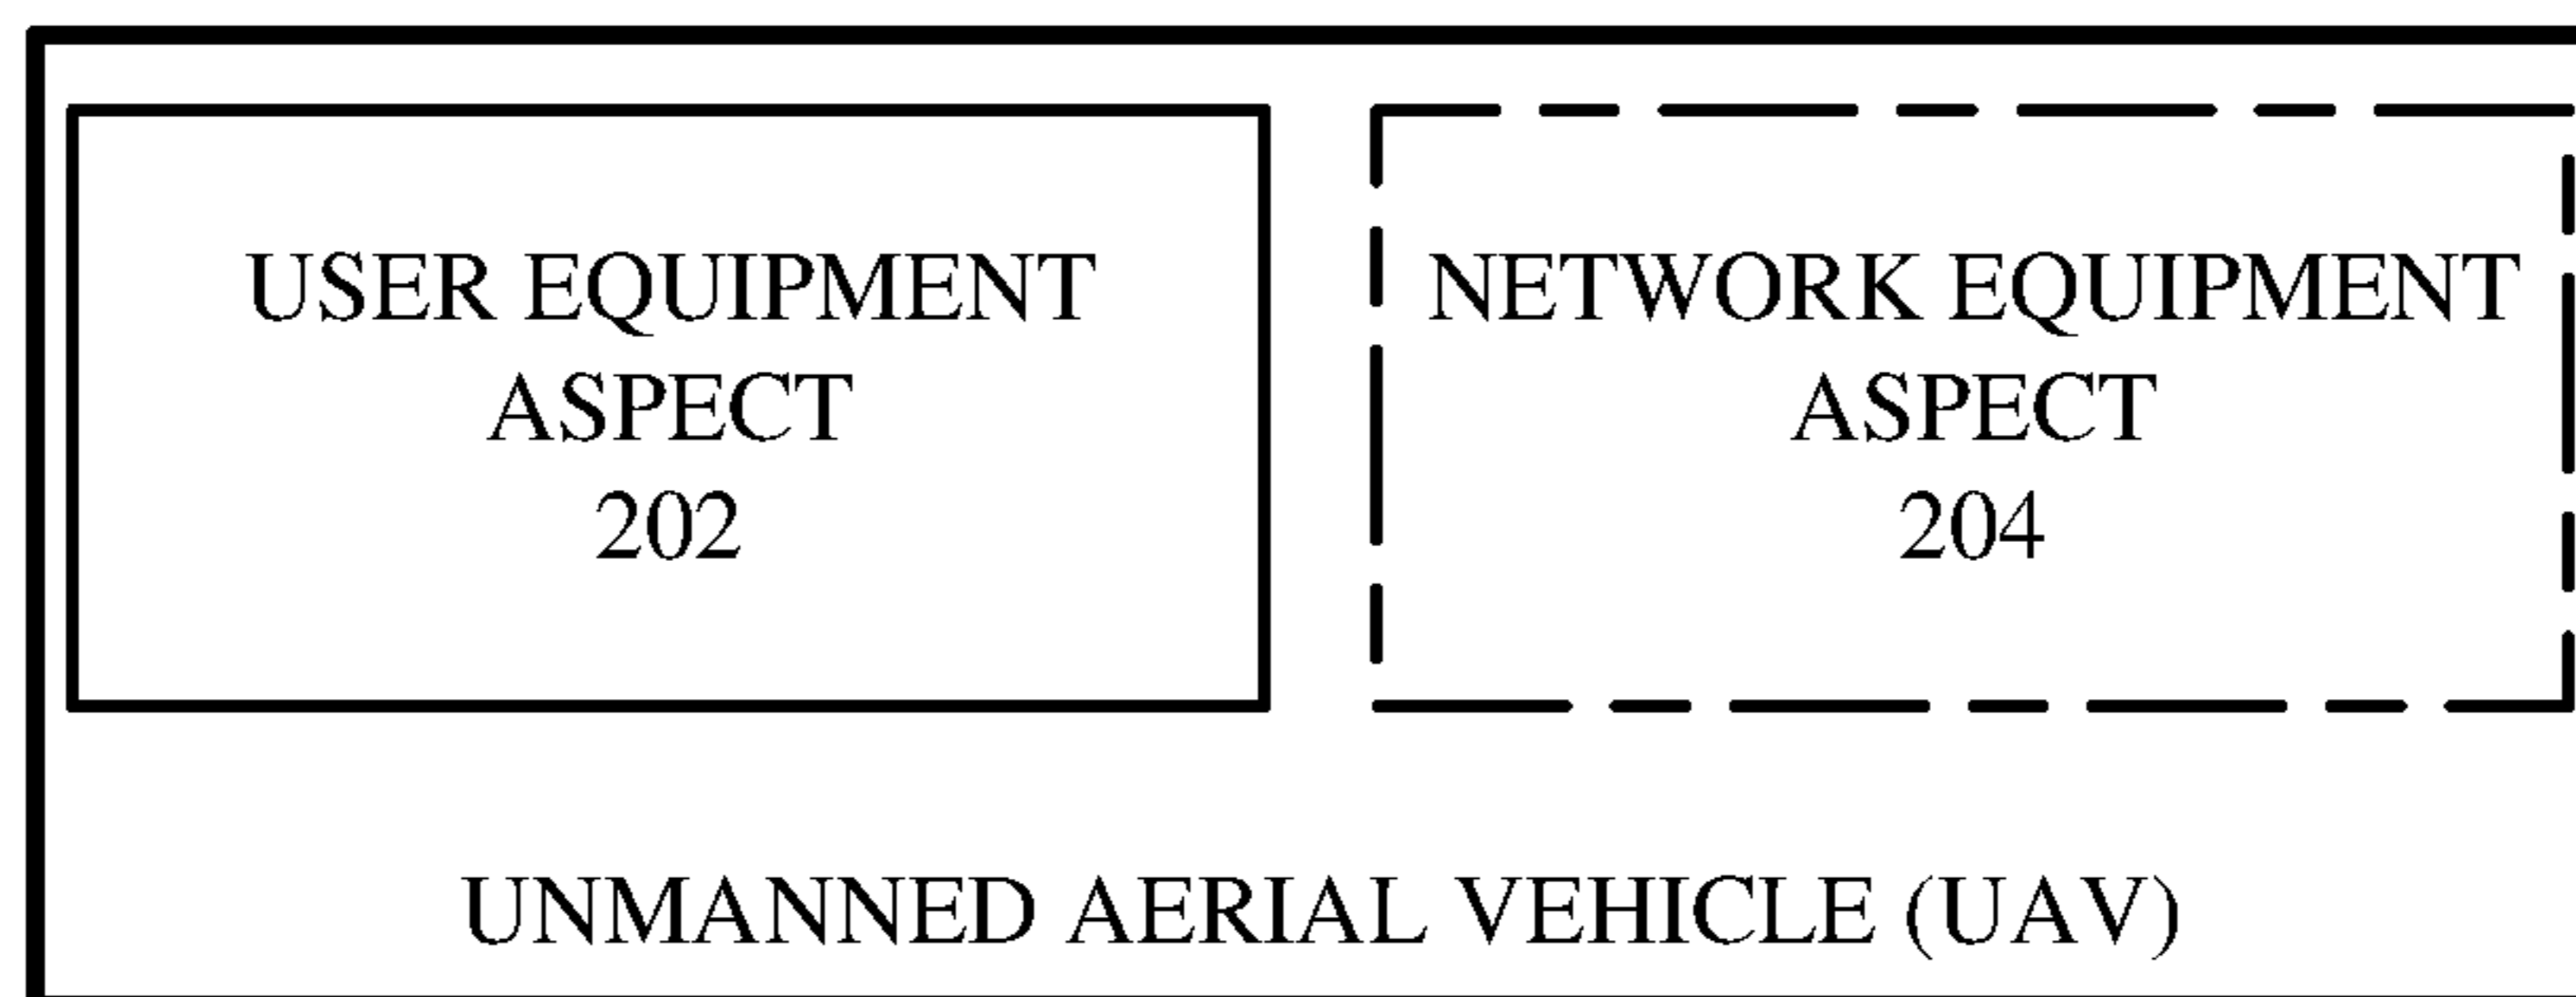 USER EQUIPMENT
ASPECT
202
NETWORK EQUIPMENT
ASPECT
204
UNMANNED AERIAL VEHICLE (UAV)